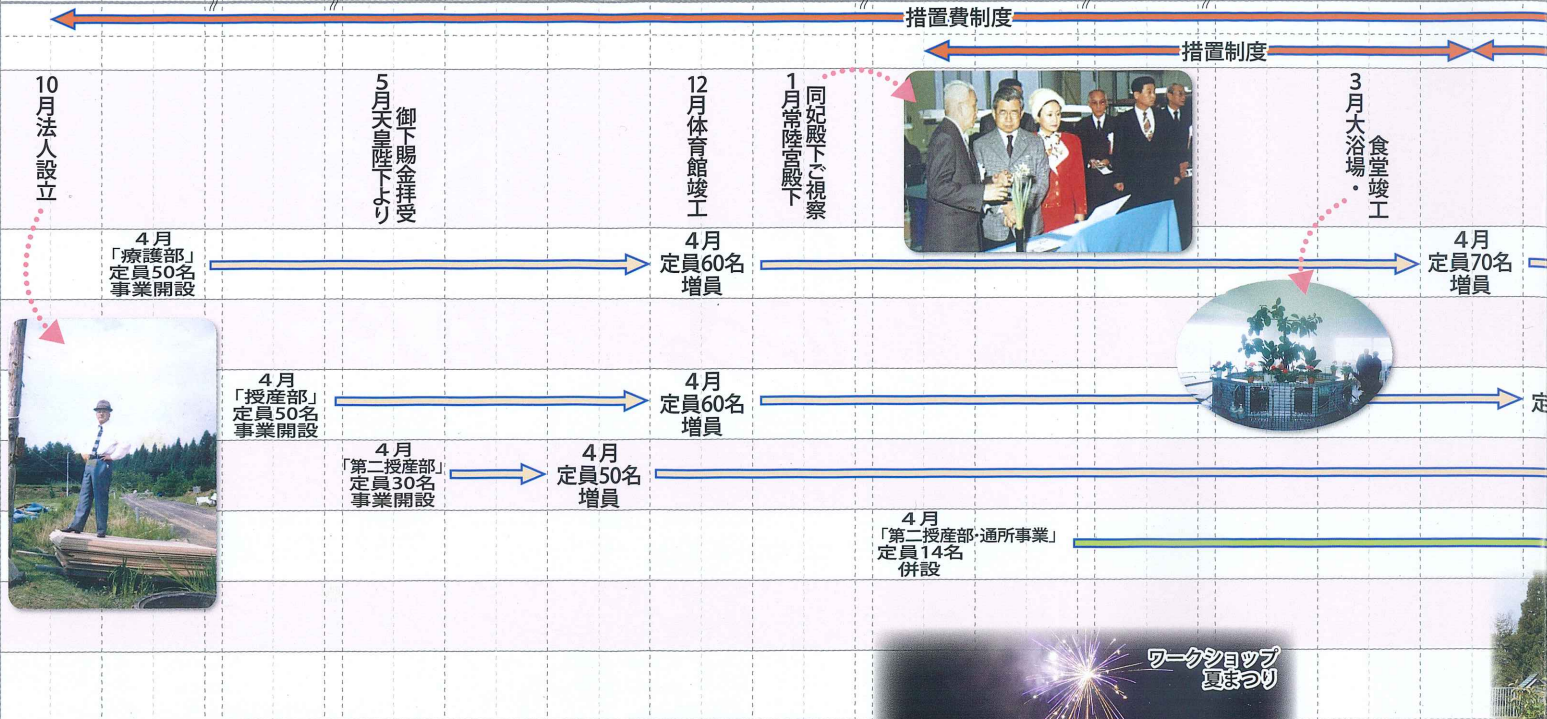 措置費制度
措置制度
10月法人設立
5月天皇陛下より
御下賜金拝受
12月体育館竣工
1月常陸宮殿下
同妃殿下ご視察
3月大浴場・
食堂竣工
4月
「療護部」
定員50名
事業開設
4月
定員60名
増員
4月
定員70名
増員
4月
「授産部」
定員50名
事業開設
4月
定員60名
増員
定
4月
「第二授産部」
定員30名
事業開設
4月
定員50名
増員
4月
「第二授産部・通所事業」
定員14名
併設
ワークショップ
夏まつり